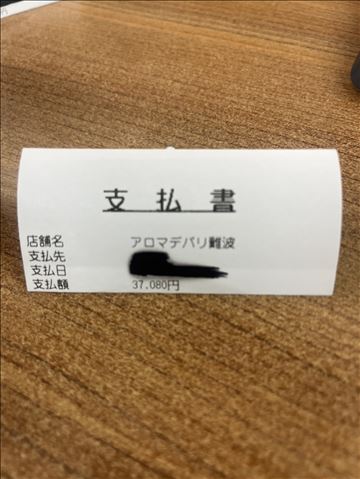 支払書
店舗名 アロマデパリ難波
支払先
支払日
支払額 37,080円